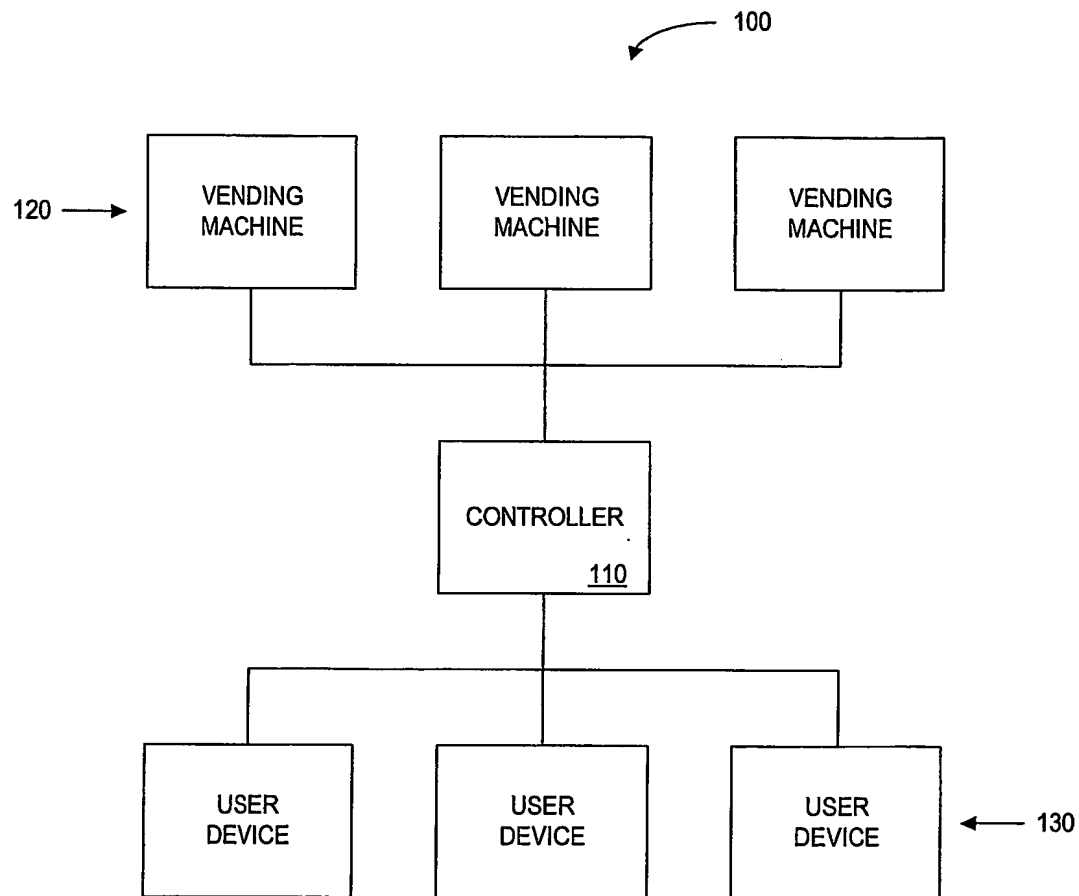 100
120
VENDING
MACHINE
VENDING
MACHINE
VENDING
MACHINE
CONTROLLER
110
USER
DEVICE
USER
DEVICE
USER
DEVICE
130